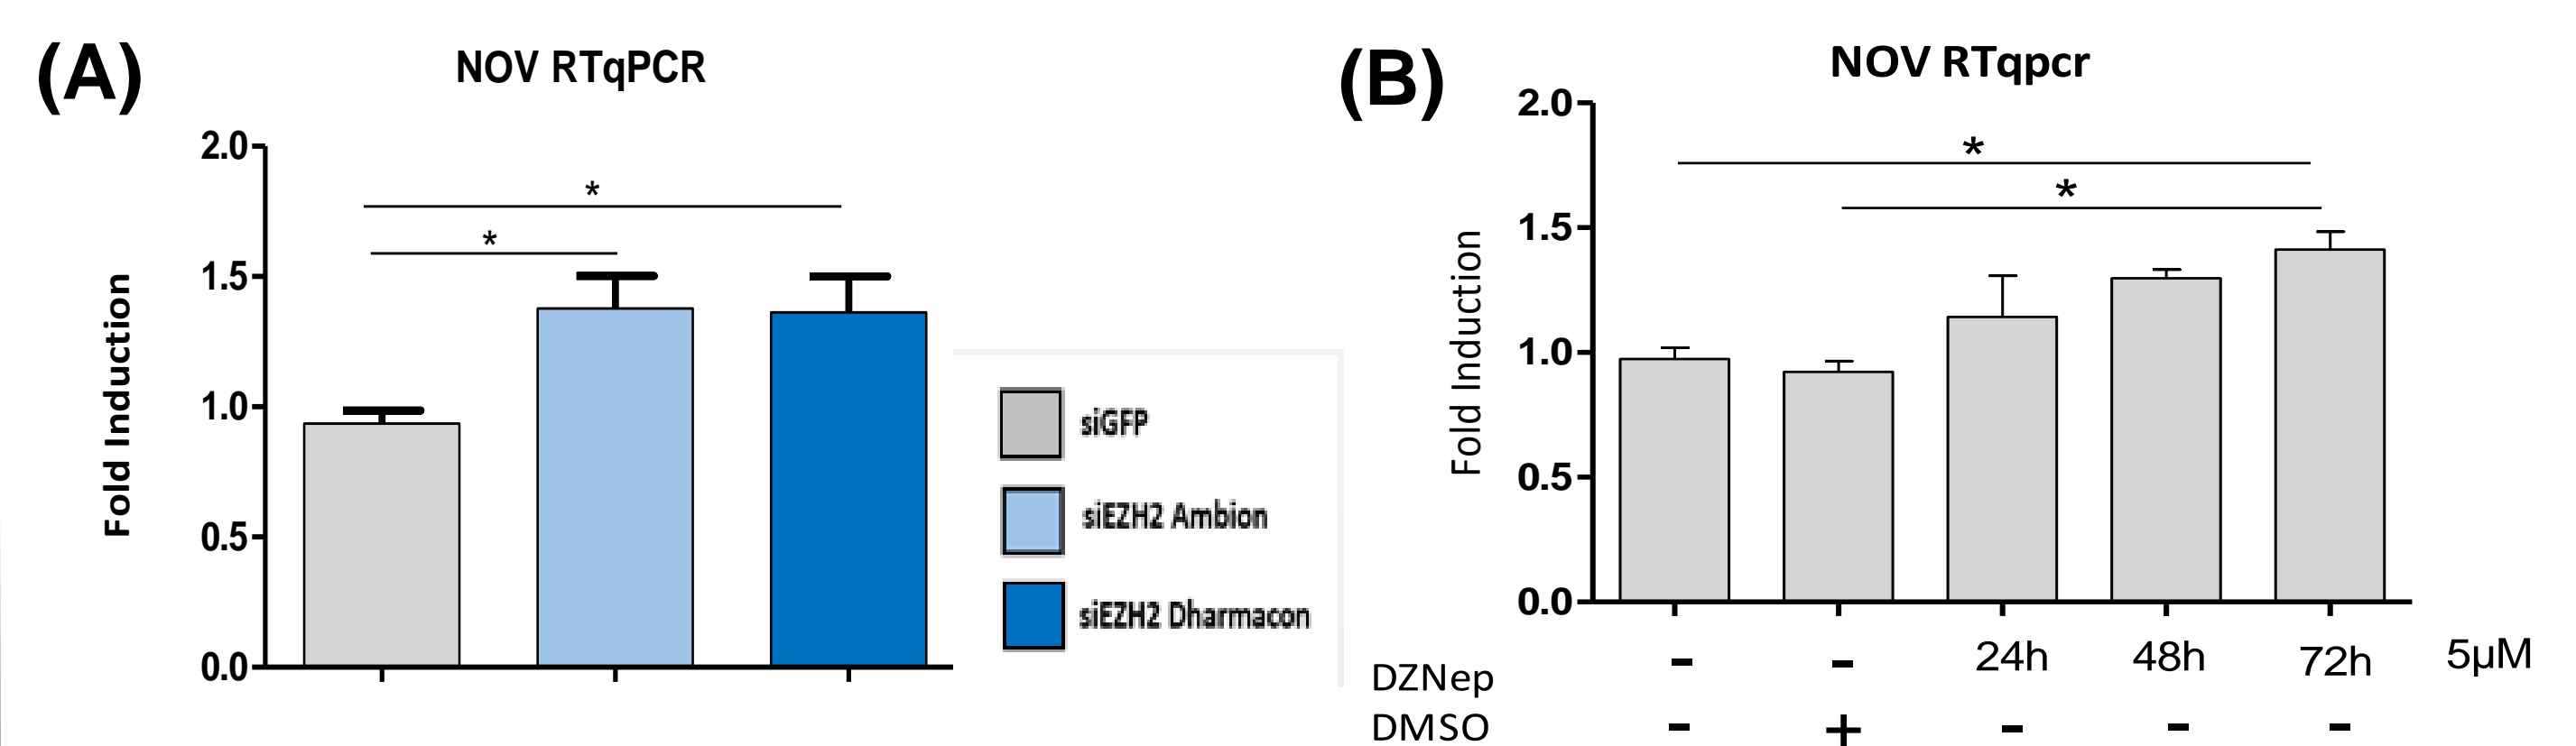 (A)
NOV RTqPCR
Fold Induction
2.0
*
*
1.5
1.0
0.5
0.0
siGFP
siEZH2 Ambion
siEZH2 Dharmacon
(B)
NOV RTqpcr
Fold Induction
2.0
*
*
1.5
1.0
0.5
0.0
DZNep - - 24h 48h 72h 5µM
DMSO - + - - -